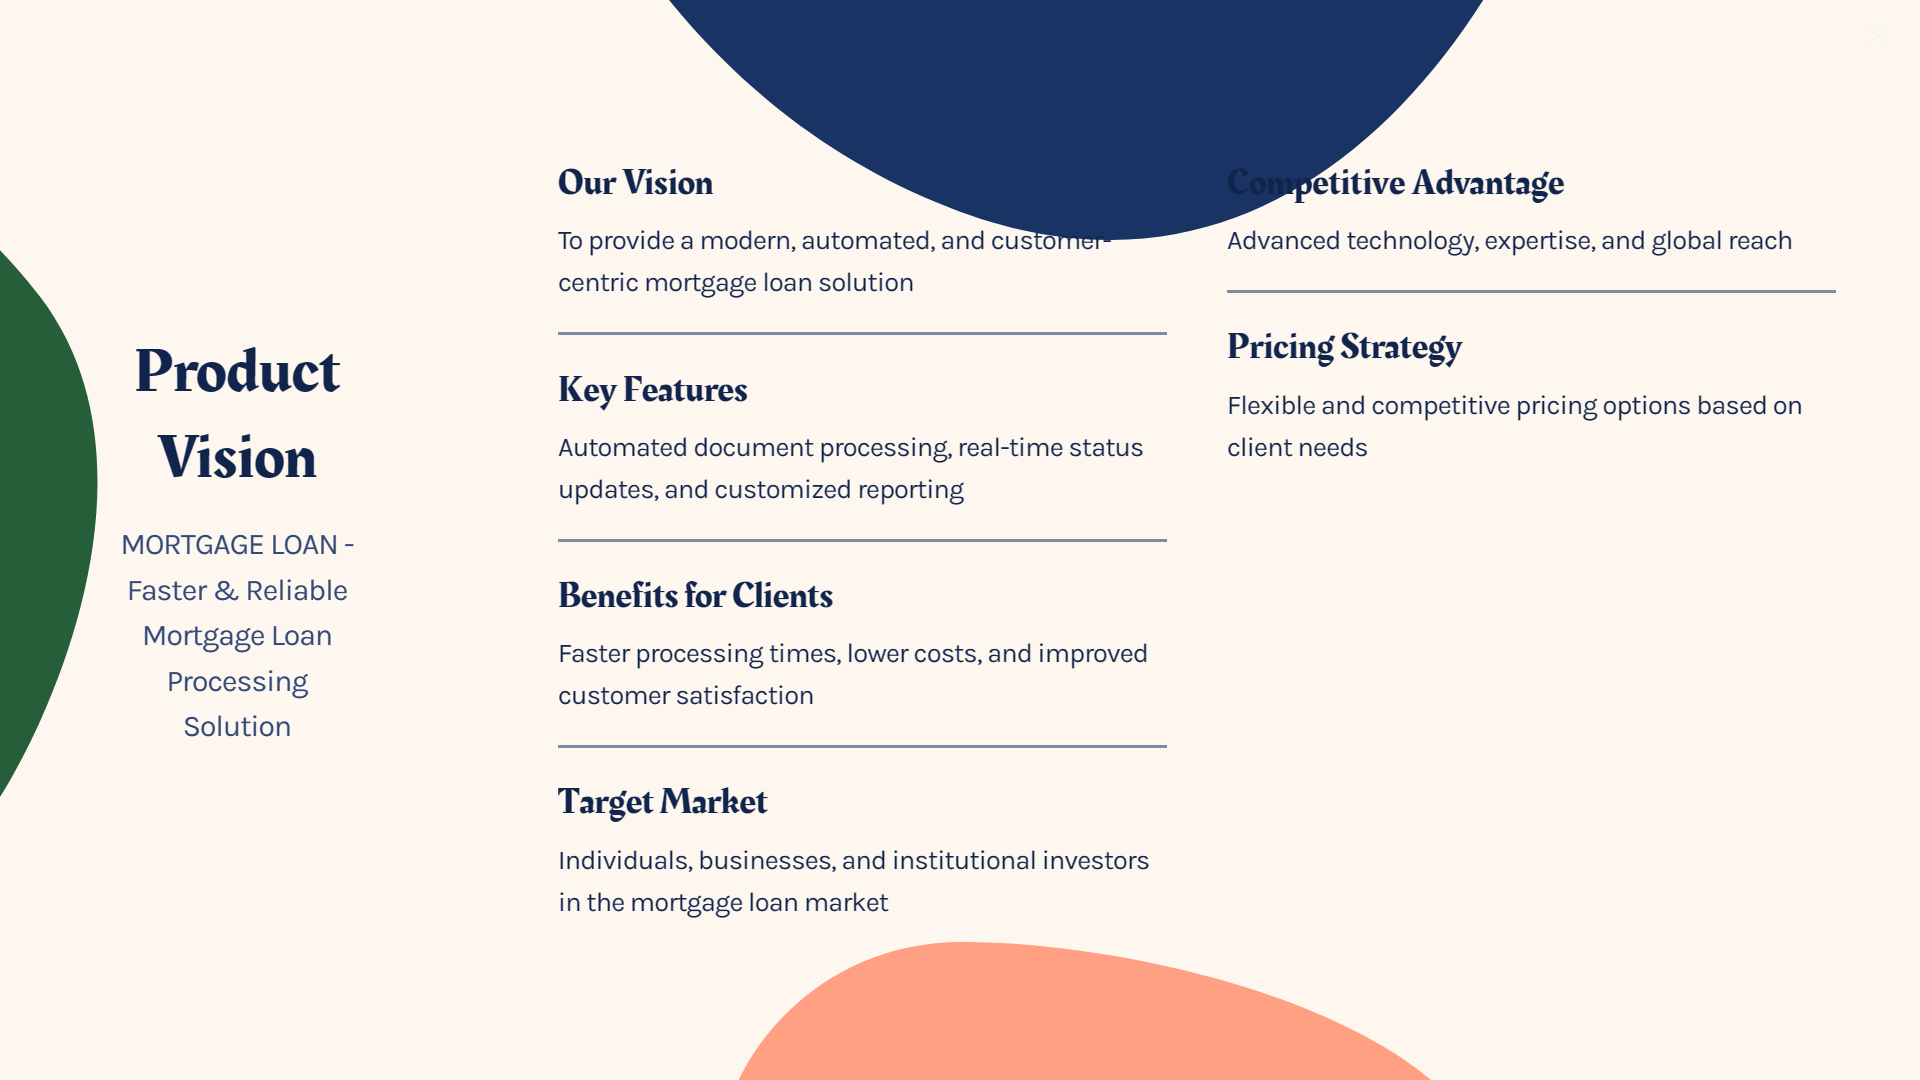 Product
Vision
MORTGAGE LOAN -
Faster & Reliable
Mortgage Loan
Processing
Solution
Our Vision
To provide a modern, automated, and customer-
centric mortgage loan solution
Key Features
Automated document processing, real-time status
updates, and customized reporting
Benefits for Clients
Faster processing times, lower costs, and improved
customer satisfaction
Target Market
Individuals, businesses, and institutional investors
in the mortgage loan market
Competitive Advantage
Advanced technology, expertise, and global reach
Pricing Strategy
Flexible and competitive pricing options based on
client needs